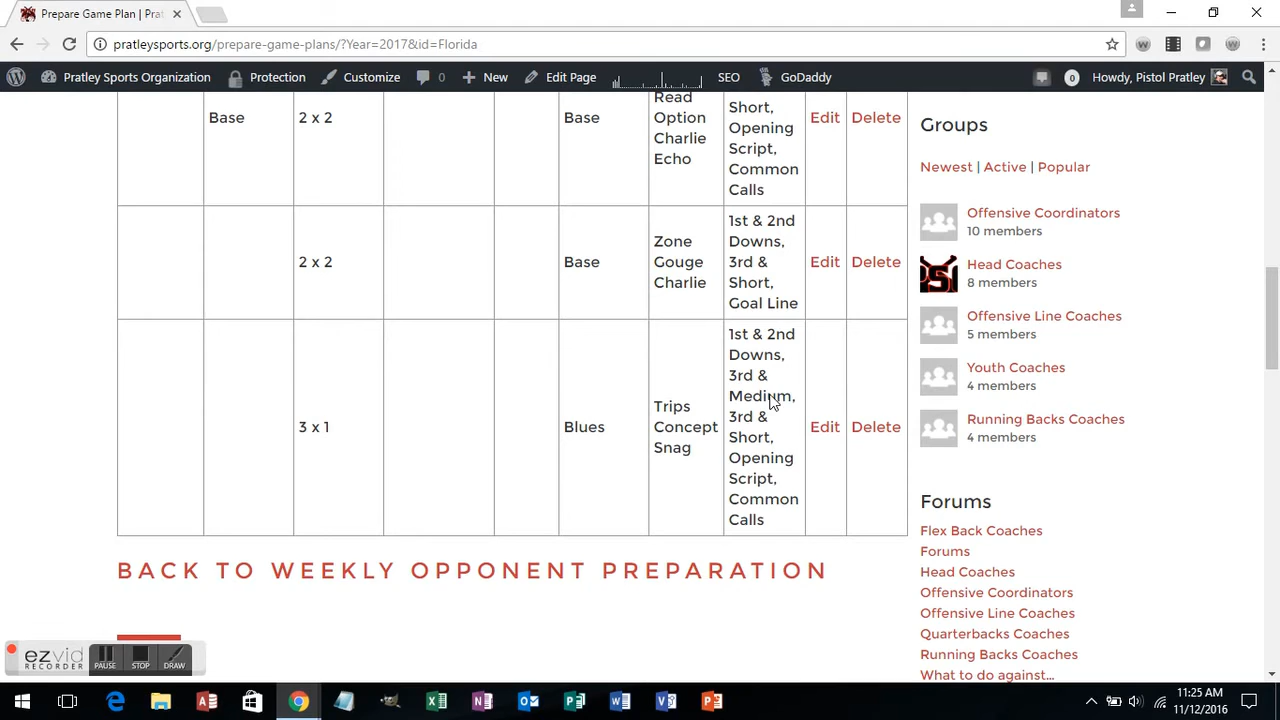 Prepare Game Plan | Prat
pratleysports.org/prepare-game-plans/?Year=2017&id=Florida
Pratley Sports Organization Protection Customize 0 New Edit Page SEO GoDaddy 0 Howdy, Pistol Pratley
Base 2 x 2 Base
Read
Option
Charlie
Echo
Short,
Opening
Script,
Common
Calls
Edit Delete
2 x 2 Base
Zone
Gouge
Charlie
1st & 2nd
Downs,
3rd &
Short,
Goal Line
Edit Delete
3 x 1 Blues
Trips
Concept
Snag
1st & 2nd
Downs,
3rd &
Medium,
3rd &
Short,
Opening
Script,
Common
Calls
Edit Delete
BACK TO WEEKLY OPPONENT PREPARATION
Groups
Newest | Active | Popular
Offensive Coordinators
10 members
Head Coaches
8 members
Offensive Line Coaches
5 members
Youth Coaches
4 members
Running Backs Coaches
4 members
Forums
Flex Back Coaches
Forums
Head Coaches
Offensive Coordinators
Offensive Line Coaches
Quarterbacks Coaches
Running Backs Coaches
What to do against...
ezvid
RECORDER
PAUSE STOP DRAW
11:25 AM
11/12/2016